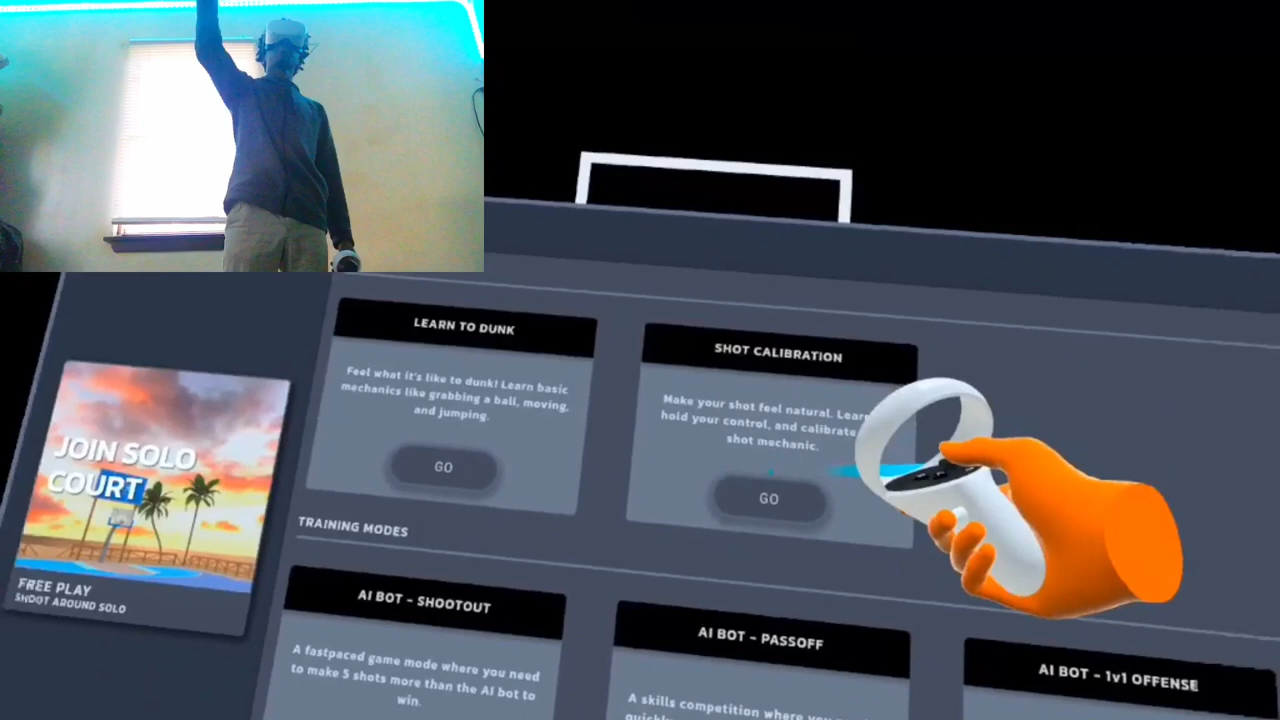 JOIN SOLO
COURT
FREE PLAY
SHOOT AROUND SOLO
LEARN TO DUNK
Feel what it's like to dunk! Learn basic
mechanics like grabbing a ball, moving,
and jumping.
GO
SHOT CALIBRATION
Make your shot feel natural. Learn
hold your control, and calibrate
shot mechanic.
GO
TRAINING MODES
AI BOT - SHOOTOUT
A fastpaced game mode where you need
to make 5 shots more than the AI bot to
win.
AI BOT - PASSOFF
A skills competition where you
AI BOT - 1v1 OFFENSE